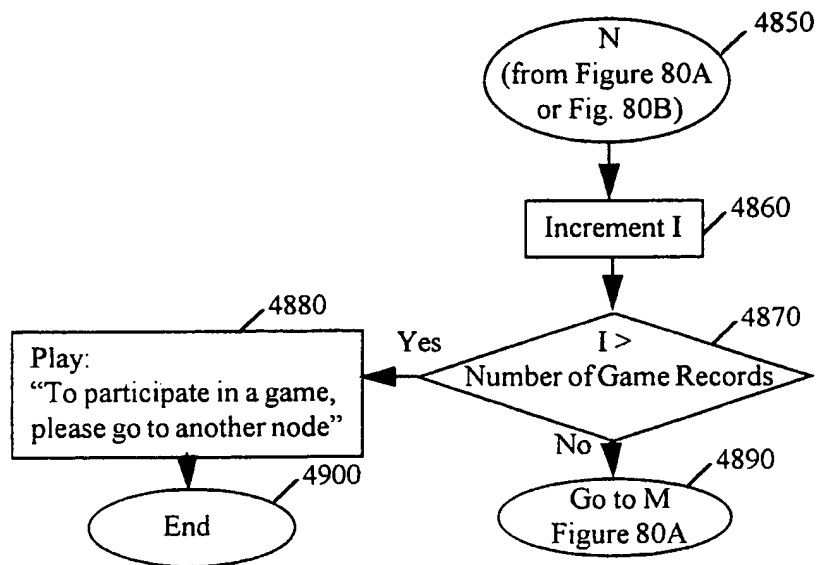 4850
N
(from Figure 80A
or Fig. 80B)
4860
Increment I
4870
I >
Number of Game Records
Yes
No
4880
Play:
“To participate in a game,
please go to another node”
4890
Go to M
Figure 80A
4900
End